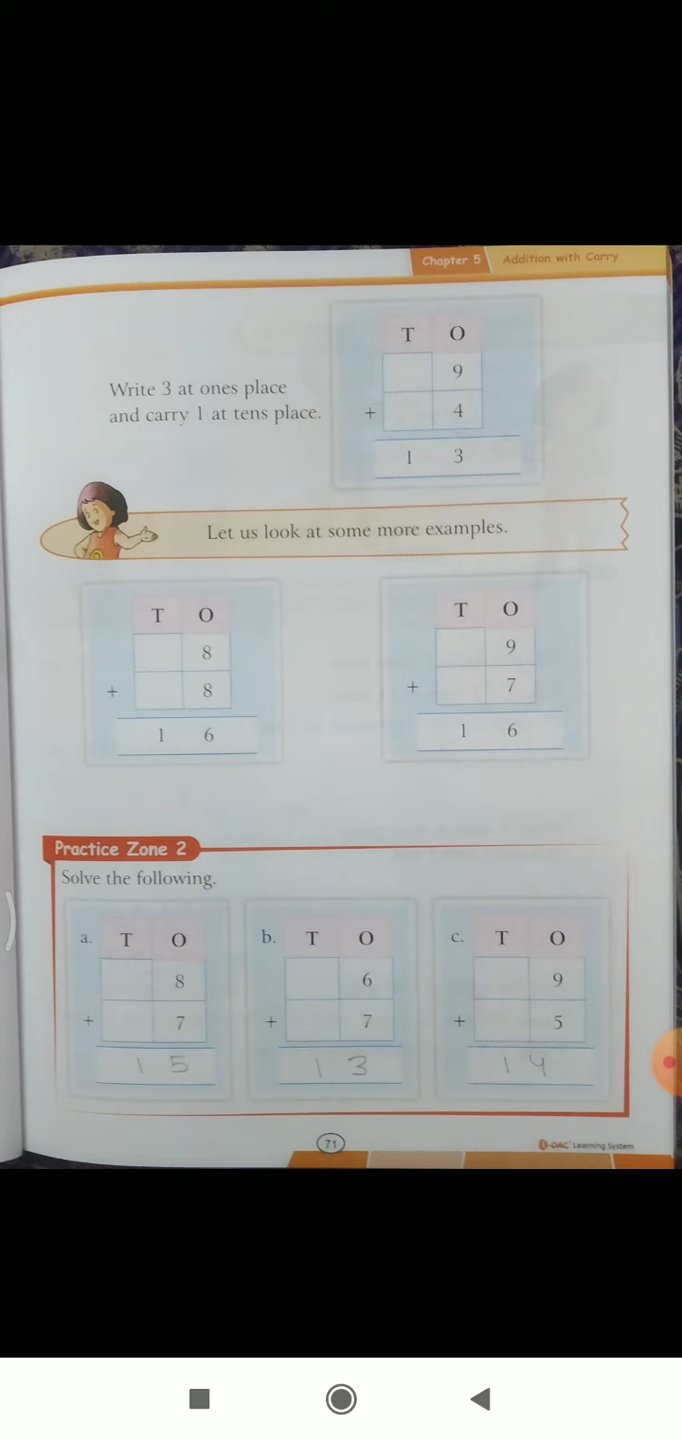 Chapter 5 Addition with Carry
T O
9
Write 3 at ones place
and carry 1 at tens place.
+ 4
1 3
Let us look at some more examples.
T O
8
+ 8
1 6
T O
9
+ 7
1 6
Practice Zone 2
Solve the following.
a. T O
8
+ 7
1 5
b. T O
6
+ 7
1 3
c. T O
9
+ 5
1 4
71
i-DAC Learning System